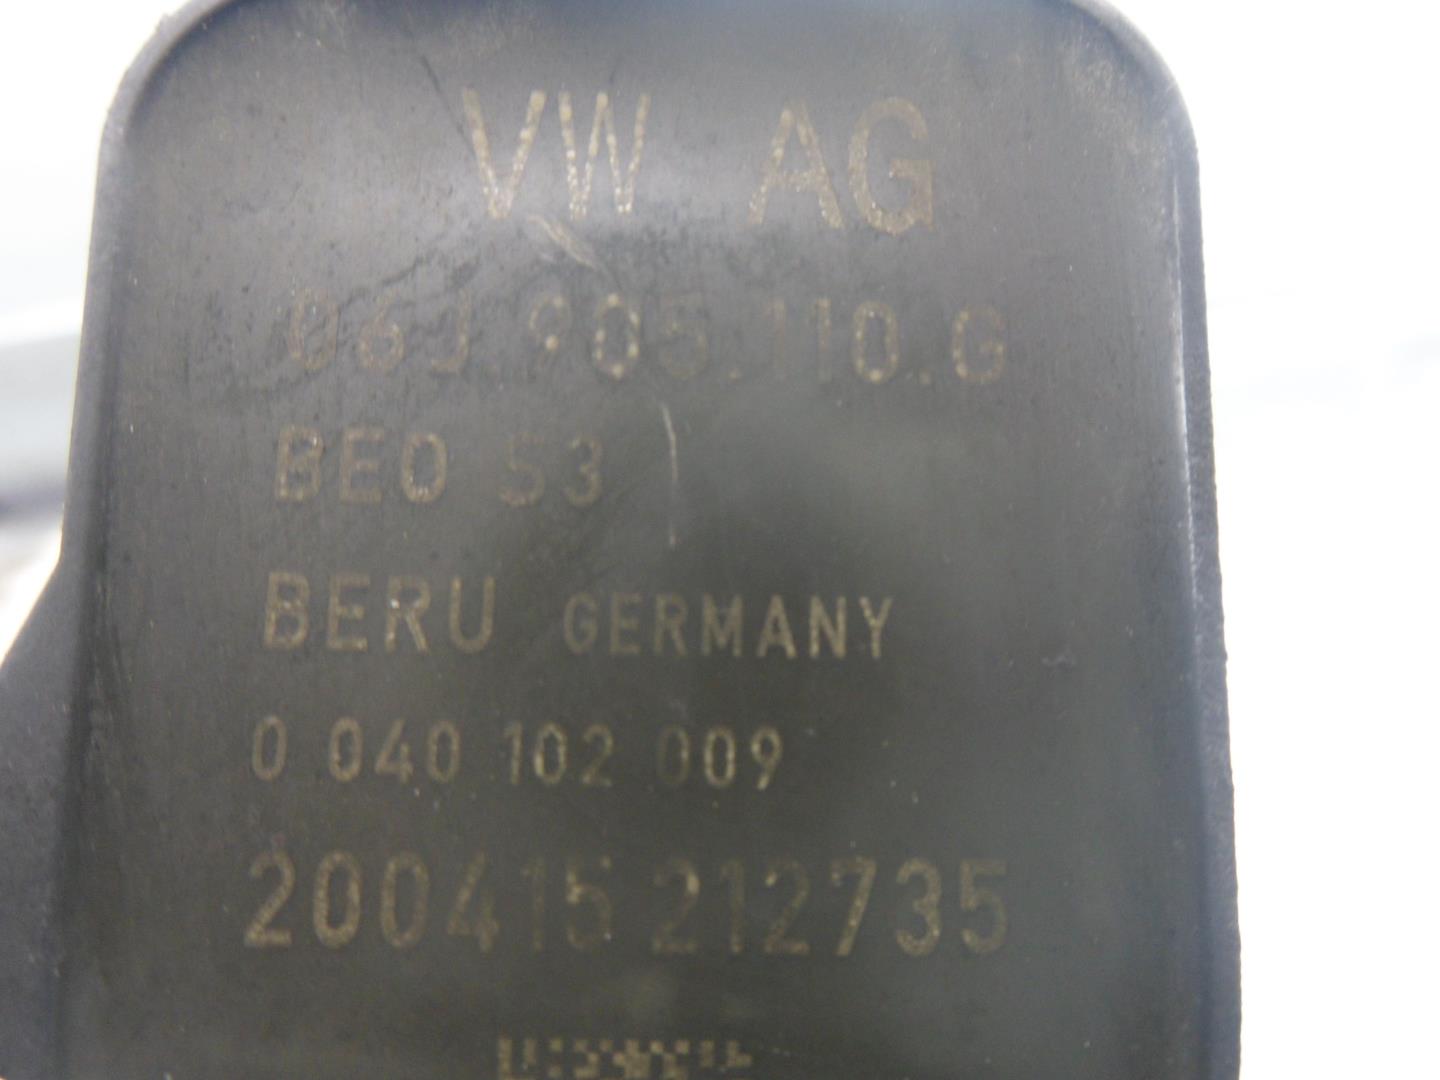 VW AG
06J.905.110.G
BEO 53
BERU GERMANY
0 040 102 009
200415 212735